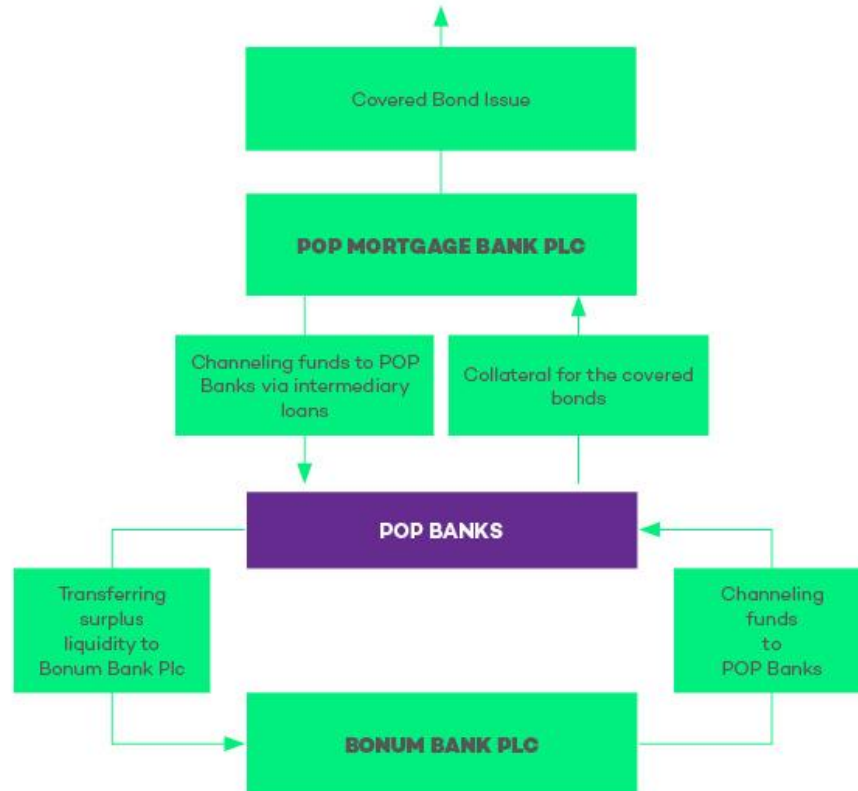 Covered Bond Issue
POP MORTGAGE BANK PLC
Channeling funds to POP
Banks via intermediary
loans
Collateral for the covered
bonds
POP BANKS
Transferring
surplus
liquidity to
Bonum Bank Plc
Channeling
funds
to
POP Banks
BONUM BANK PLC